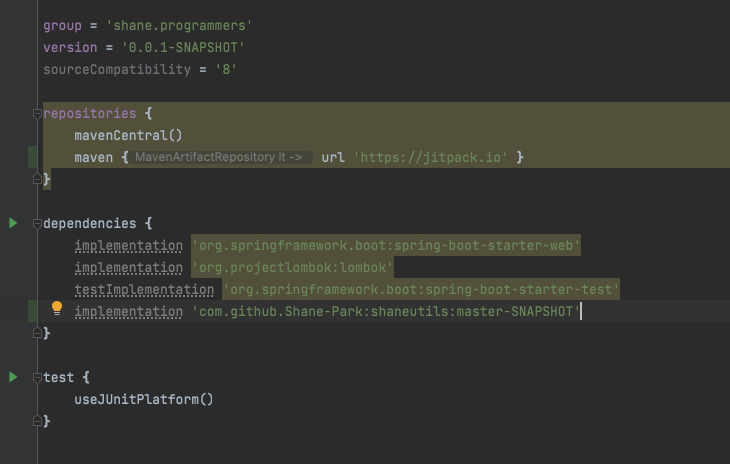 group = 'shane.programmers'
version = '0.0.1-SNAPSHOT'
sourceCompatibility = '8'
repositories {
mavenCentral()
maven { MavenArtifactRepository it -> url 'https://jitpack.io' }
}
dependencies {
implementation 'org.springframework.boot:spring-boot-starter-web'
implementation 'org.projectlombok:lombok'
testImplementation 'org.springframework.boot:spring-boot-starter-test'
implementation 'com.github.Shane-Park:shaneutils:master-SNAPSHOT'
}
test {
useJUnitPlatform()
}